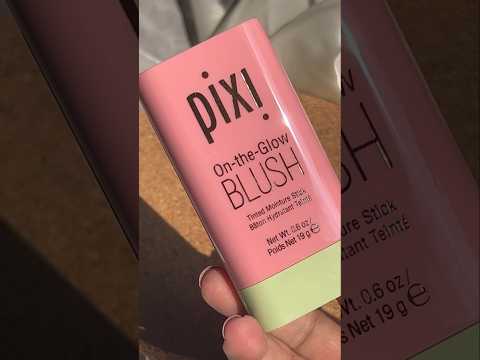 pixi
On-the-Glow
BLUSH
Tinted Moisture Stick
Bâton Hydratant Teinté
Net Wt. 0.6 oz/
Poids Net 19 g ℮